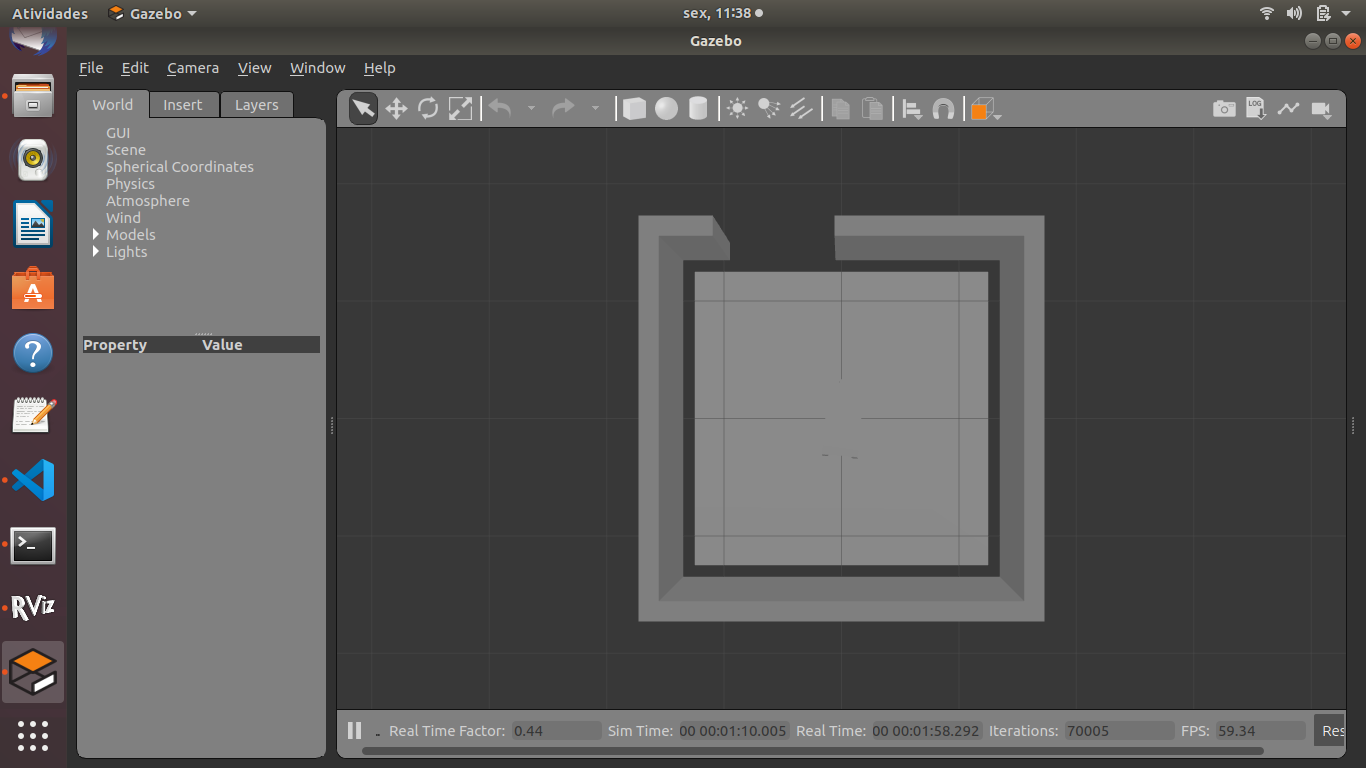 Atividades Gazebo sex, 11:38
Gazebo
File Edit Camera View Window Help
World Insert Layers
LOG
GUI
Scene
Spherical Coordinates
Physics
Atmosphere
Wind
Models
Lights
Property Value
RViz
Real Time Factor: 0.44 Sim Time: 00 00:01:10.005 Real Time: 00 00:01:58.292 Iterations: 70005 FPS: 59.34 Res